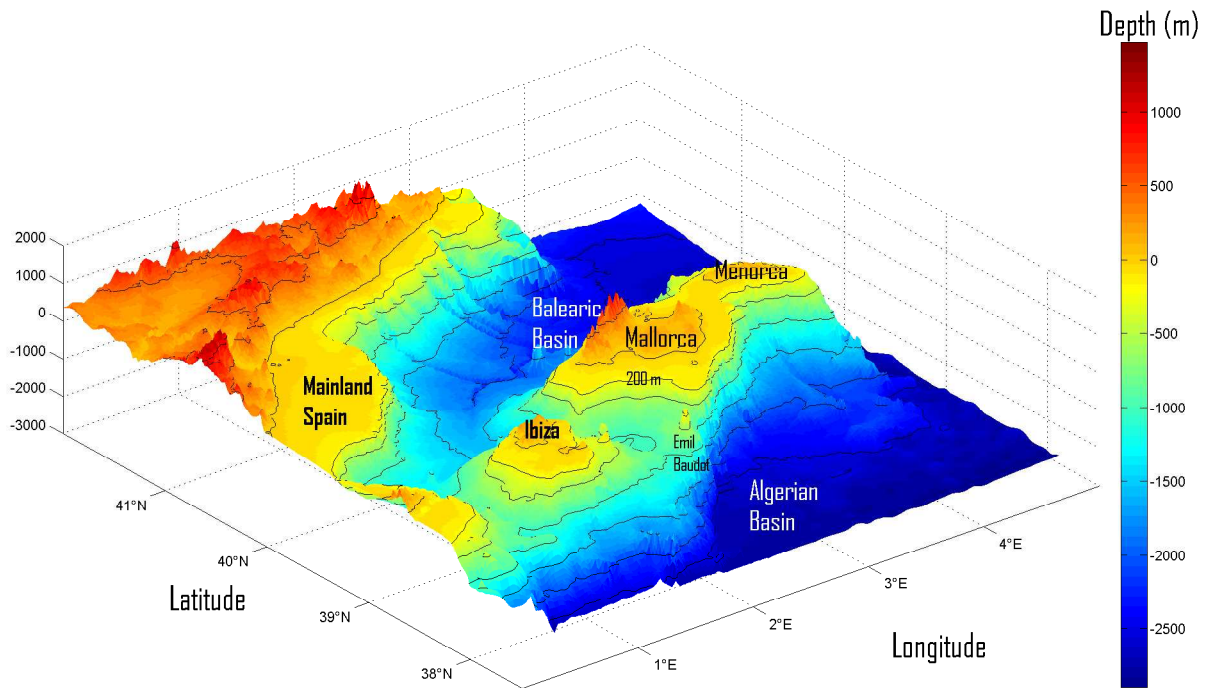 Depth (m)
1000
500
0
-500
-1000
-1500
-2000
-2500
2000
1000
0
-1000
-2000
-3000
Menorca
Balearic
Basin
Mallorca
200 m
Mainland
Spain
Ibiza
Emil
Baudot
Algerian
Basin
41°N
40°N
39°N
38°N
Latitude
1°E
2°E
3°E
4°E
Longitude